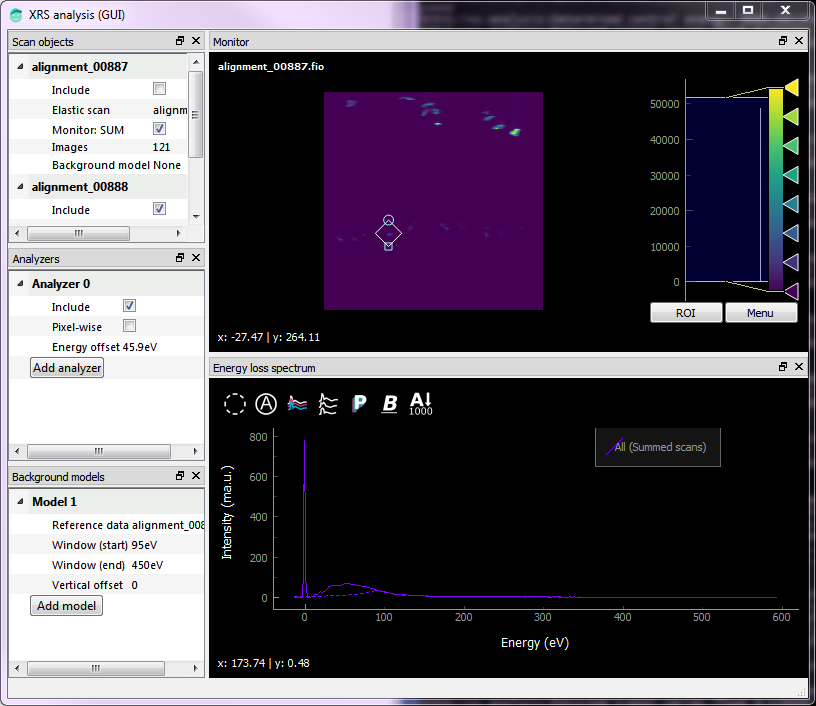 XRS analysis (GUI)
Scan objects
alignment_00887
Include
Elastic scan alignm
Monitor: SUM
Images 121
Background model None
alignment_00888
Include
Analyzers
Analyzer 0
Include
Pixel-wise
Energy offset 45.9eV
Add analyzer
Background models
Model 1
Reference data alignment_008
Window (start) 95eV
Window (end) 450eV
Vertical offset 0
Add model
Monitor
alignment_00887.fio
50000
40000
30000
20000
10000
0
ROI Menu
x: -27.47 | y: 264.11
Energy loss spectrum
A
P
B
A
1000
All (Summed scans)
Intensity (ma.u.)
800
600
400
200
0
0 100 200 300 400 500 600
Energy (eV)
x: 173.74 | y: 0.48